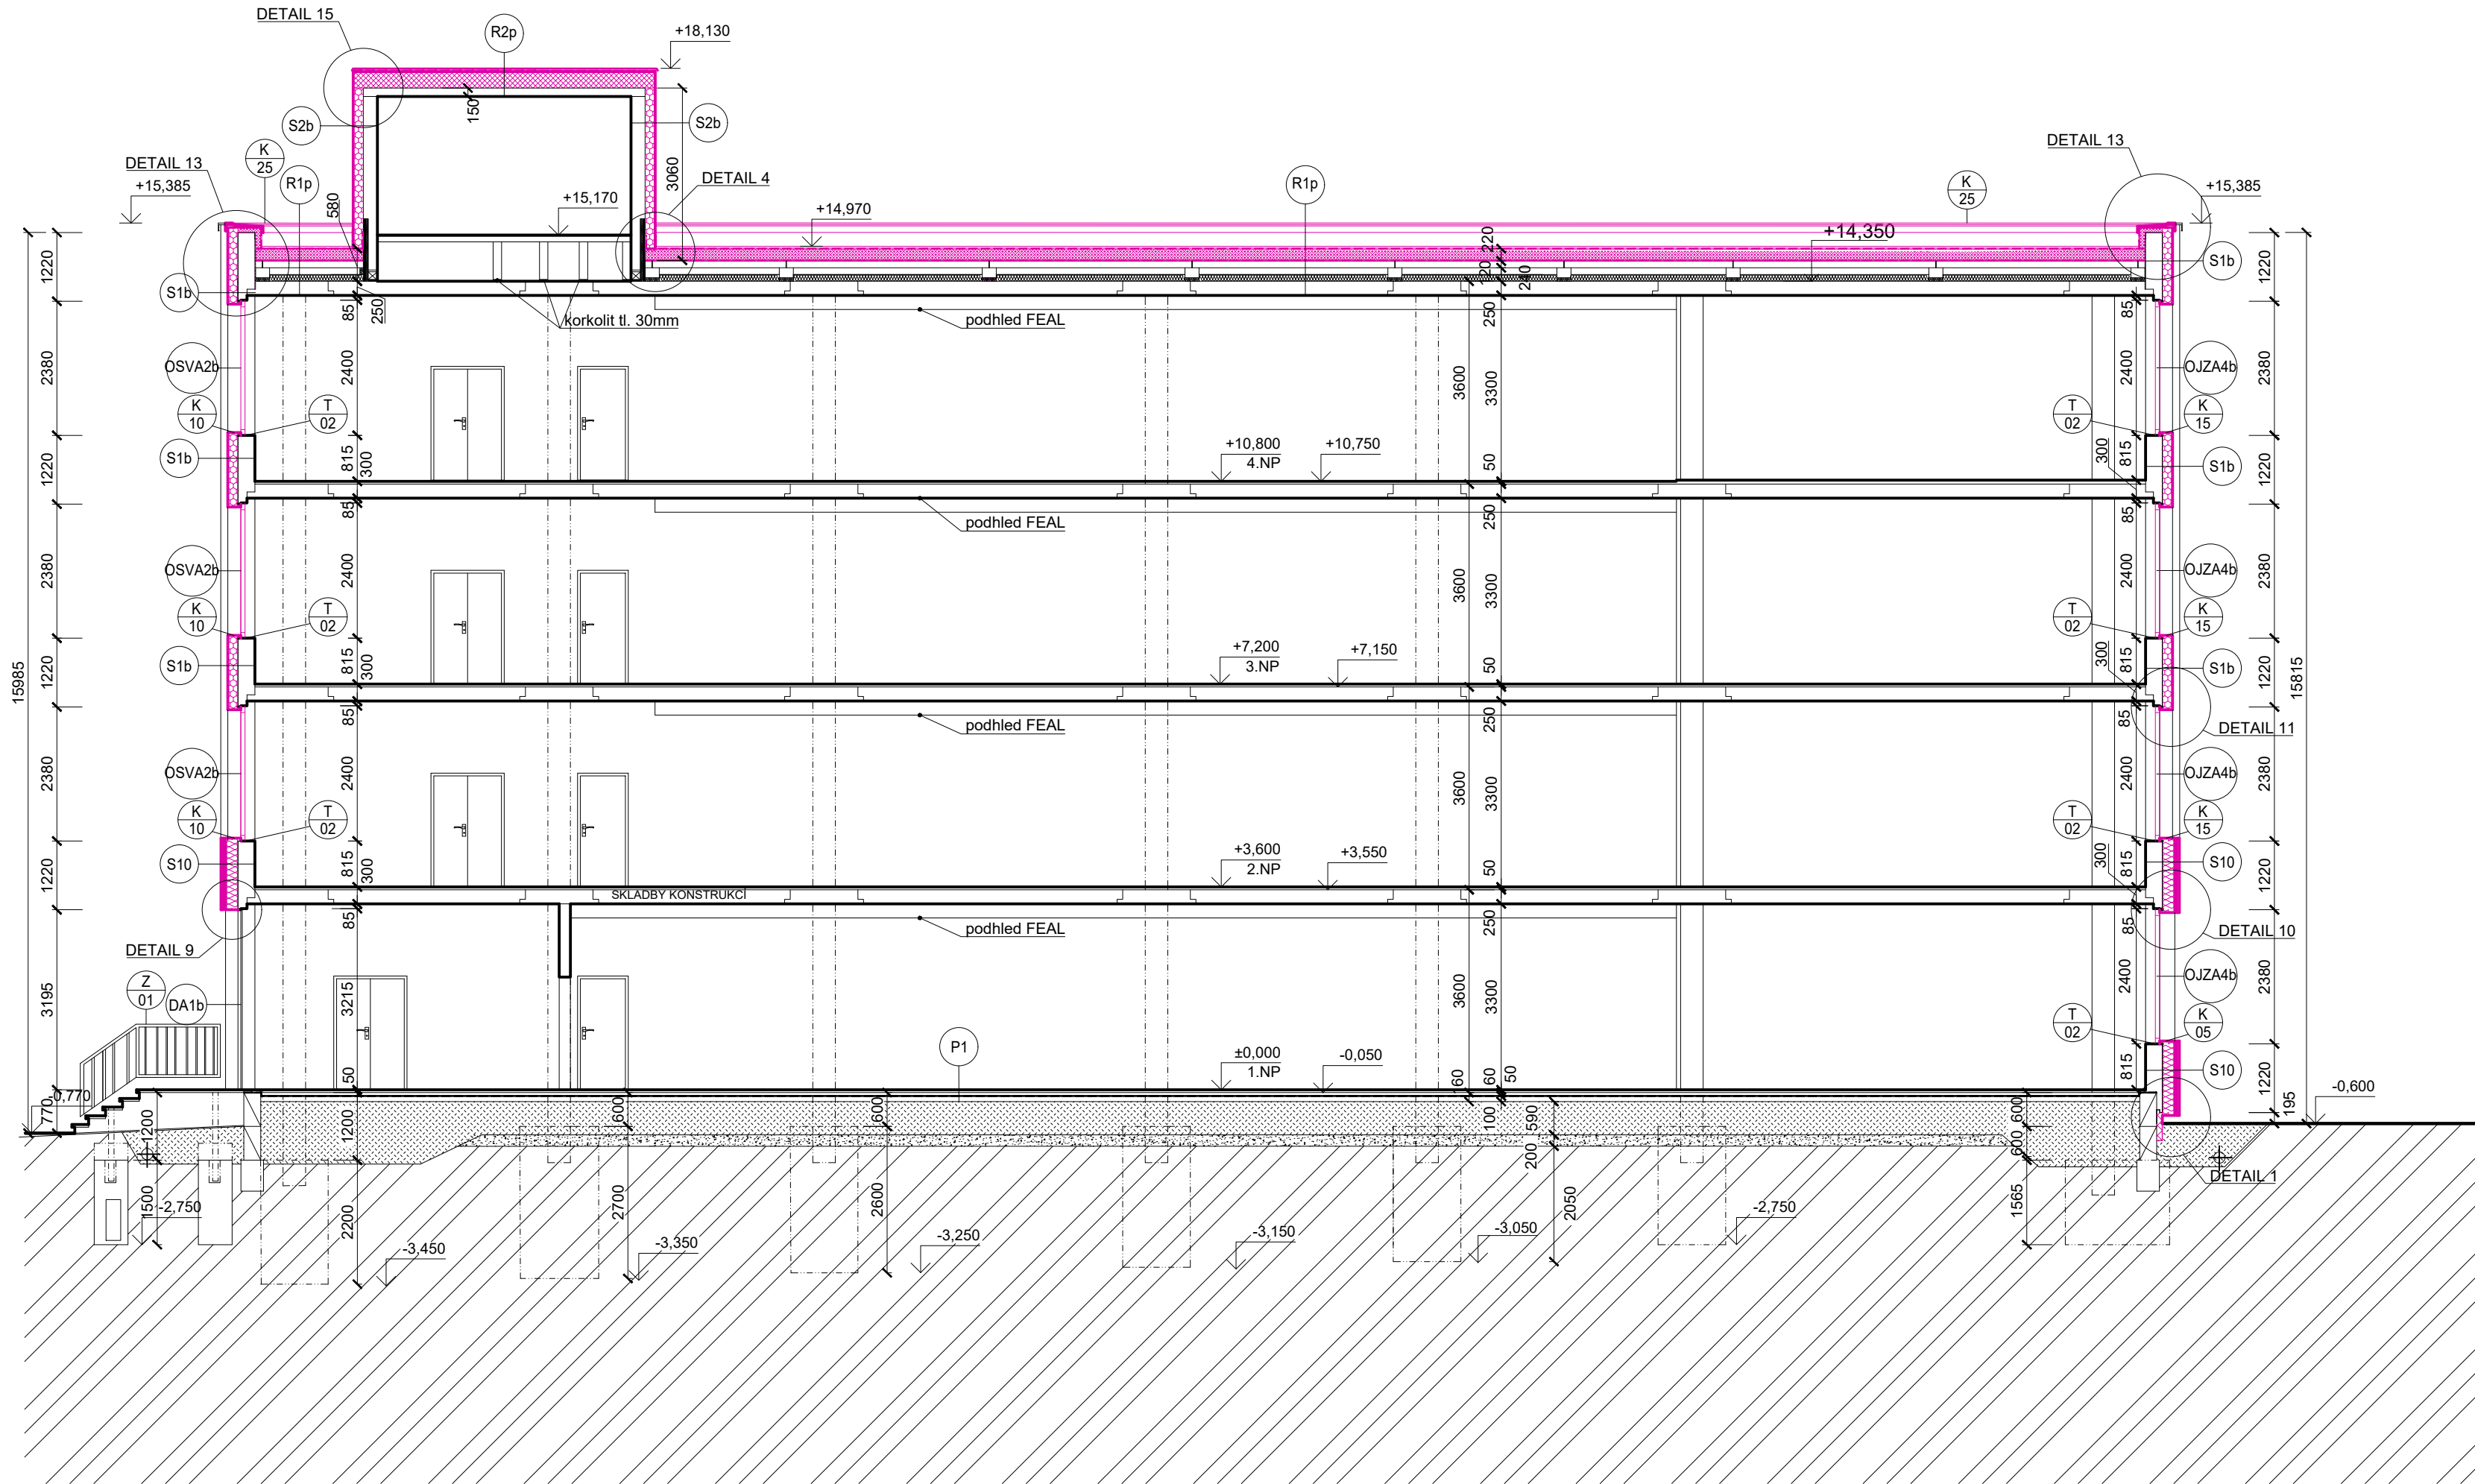 DETAIL 15
R2p
+18,130
S2b
150
S2b
3060
DETAIL 13
K
25
+15,385
R1p
580
DETAIL 4
R1p
DETAIL 13
K
25
+15,385
+15,170
+14,970
+14,350
220
120
240
1220
S1b
85
250
korkolit tl. 30mm
podhled FEAL
250
85
S1b
1220
2380
OSVA2b
2400
3600
3300
2400
OJZA4b
2380
K
10
T
02
T
02
K
15
1220
S1b
815
300
+10,800
4.NP
+10,750
50
300
815
S1b
1220
85
podhled FEAL
250
85
2380
OSVA2b
2400
3600
3300
2400
OJZA4b
2380
K
10
T
02
T
02
K
15
15985
1220
S1b
815
300
+7,200
3.NP
+7,150
50
300
815
S1b
1220
15815
85
podhled FEAL
250
85
DETAIL 11
2380
OSVA2b
2400
3600
3300
2400
OJZA4b
2380
K
10
T
02
T
02
K
15
1220
S10
815
300
+3,600
2.NP
+3,550
50
300
815
S10
1220
SKLADBY KONSTRUKCÍ
85
podhled FEAL
250
85
DETAIL 10
DETAIL 9
3195
Z
01
DA1b
3215
3600
3300
2400
OJZA4b
2380
P1
T
02
K
05
50
±0,000
1.NP
-0,050
60
60
50
815
S10
1220
-0,770
770
1200
1200
600
600
100
590
600
195
-0,600
200
600
DETAIL 1
1500
-2,750
2200
2700
2600
2050
1565
-3,450
-3,350
-3,250
-3,150
-3,050
-2,750